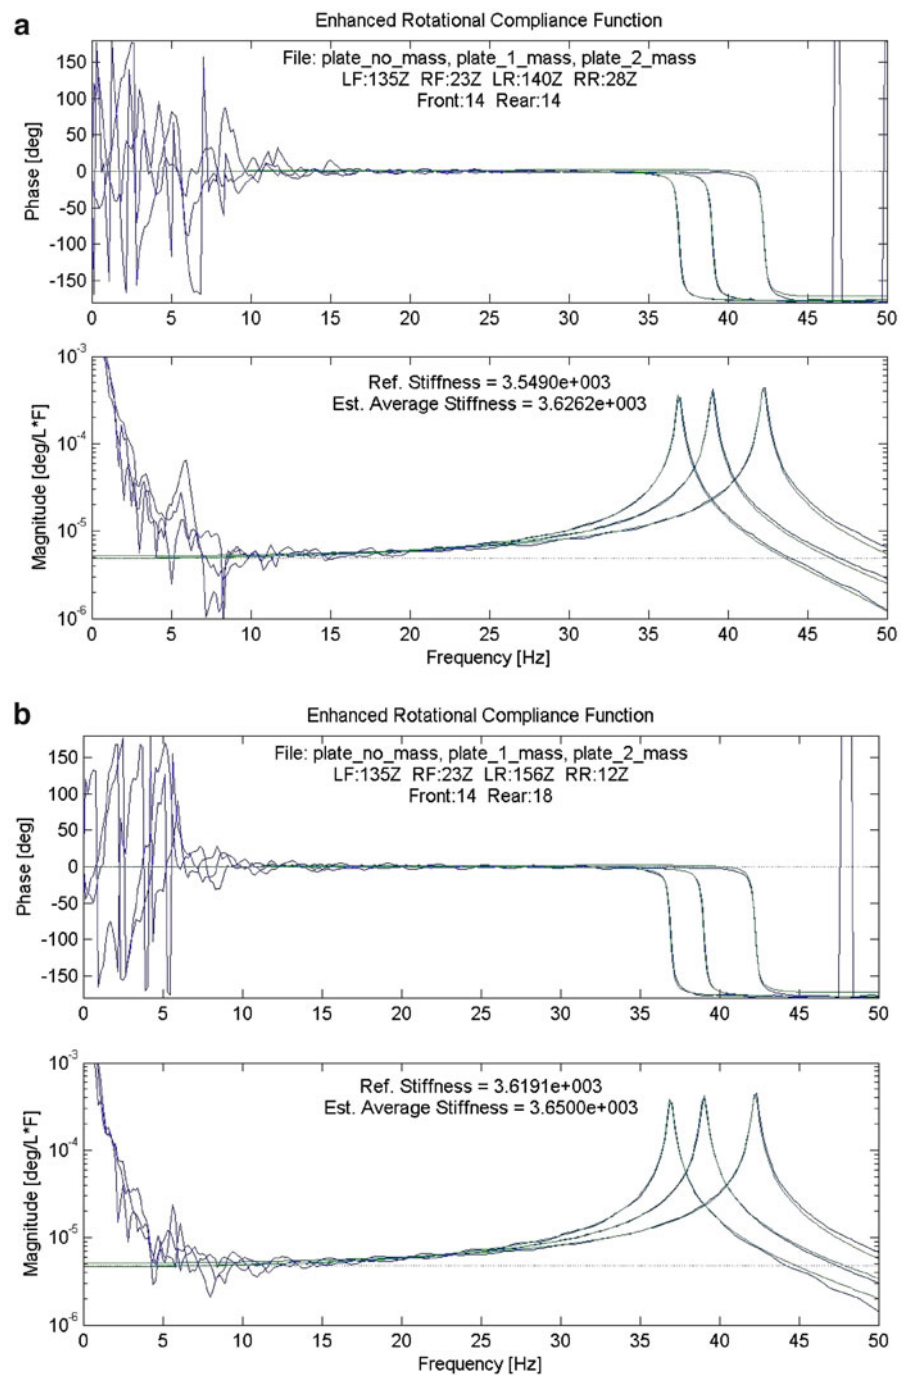 a
Enhanced Rotational Compliance Function
File: plate_no_mass, plate_1_mass, plate_2_mass
LF:135Z RF:23Z LR:140Z RR:28Z
Front:14 Rear:14
Phase [deg]
150
100
50
0
-50
-100
-150
0 5 10 15 20 25 30 35 40 45 50
Ref. Stiffness = 3.5490e+003
Est. Average Stiffness = 3.6262e+003
Magnitude [deg/L*F]
10^-3
10^-4
10^-5
10^-6
0 5 10 15 20 25 30 35 40 45 50
Frequency [Hz]
b
Enhanced Rotational Compliance Function
File: plate_no_mass, plate_1_mass, plate_2_mass
LF:135Z RF:23Z LR:156Z RR:12Z
Front:14 Rear:18
Phase [deg]
150
100
50
0
-50
-100
-150
0 5 10 15 20 25 30 35 40 45 50
Ref. Stiffness = 3.6191e+003
Est. Average Stiffness = 3.6500e+003
Magnitude [deg/L*F]
10^-3
10^-4
10^-5
10^-6
0 5 10 15 20 25 30 35 40 45 50
Frequency [Hz]